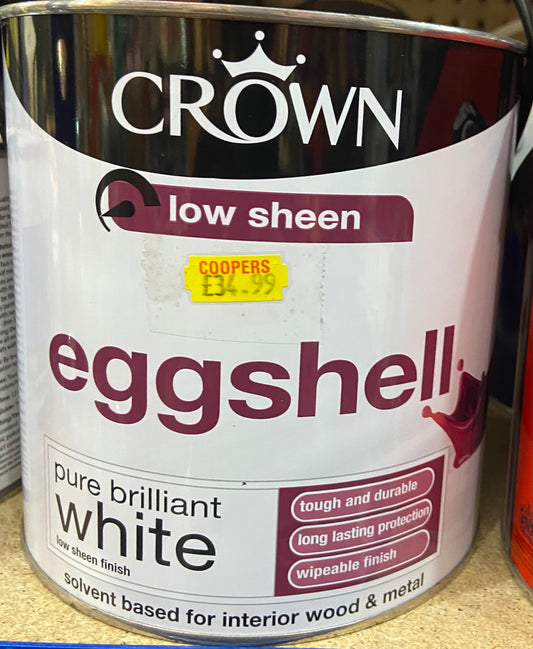 CROWN
low sheen
COOPERS
£34.99
eggshell
pure brilliant
white
low sheen finish
tough and durable
long lasting protection
wipeable finish
solvent based for interior wood & metal